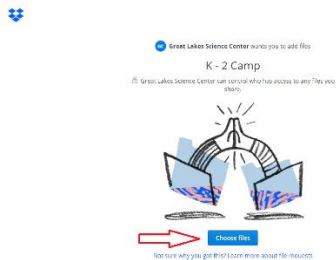 Great Lakes Science Center wants you to add files
K - 2 Camp
Great Lakes Science Center can control who has access to any files you
share.
Choose files
Not sure why you got this? Learn more about file requests